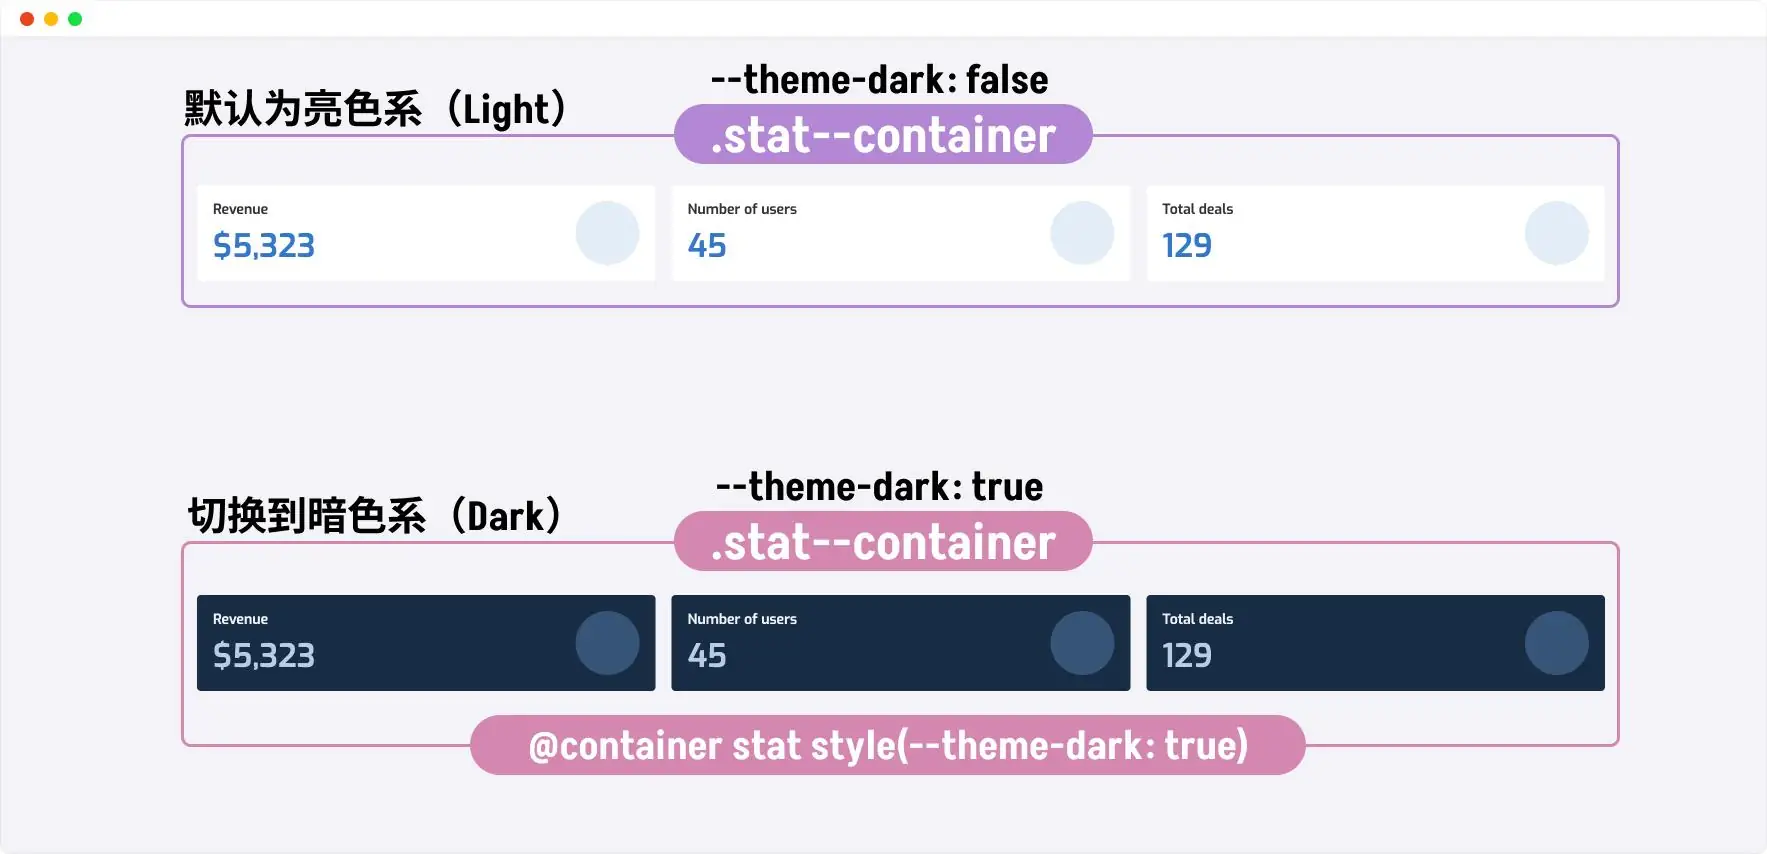 --theme-dark: false
默认为亮色系（Light）
.stat--container
Revenue
$5,323
Number of users
45
Total deals
129
--theme-dark: true
切换到暗色系（Dark）
.stat--container
Revenue
$5,323
Number of users
45
Total deals
129
@container stat style(--theme-dark: true)